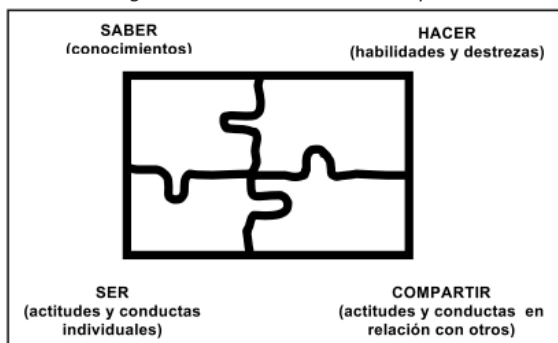 SABER
(conocimientos)
HACER
(habilidades y destrezas)
SER
(actitudes y conductas
individuales)
COMPARTIR
(actitudes y conductas en
relación con otros)